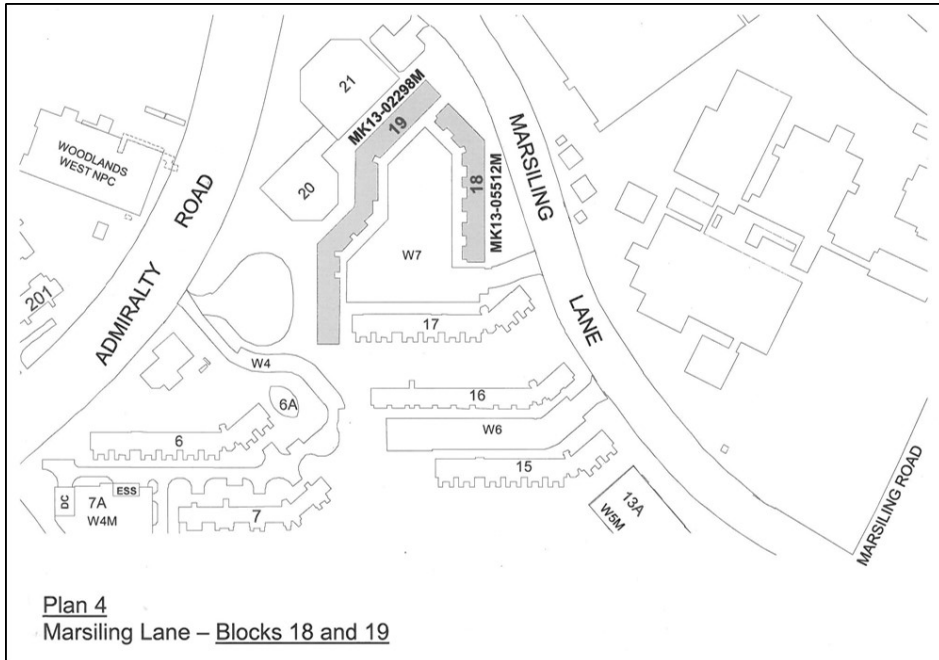 21
MK13-02298M
19
WOODLANDS
WEST NPC
MARSILING
18
MK13-05512M
20
ROAD
W7
201
ADMIRALTY
17
LANE
W4
16
6A
W6
6
15
MARSILING ROAD
ESS
DC
7A
W4M
7
13A
W5M
Plan 4
Marsiling Lane – Blocks 18 and 19